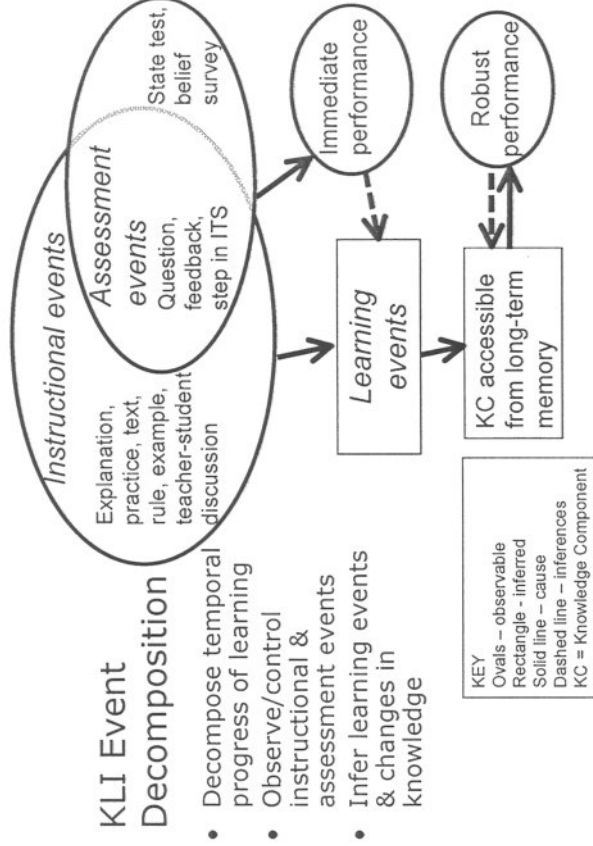 KLI Event
Decomposition
• Decompose temporal
progress of learning
• Observe/control
instructional &
assessment events
• Infer learning events
& changes in
knowledge
Instructional events
Explanation,
practice, text,
rule, example,
teacher-student
discussion
Assessment
events
Question,
feedback,
step in ITS
State test,
belief
survey
Immediate
performance
Learning
events
KC accessible
from long-term
memory
Robust
performance
KEY
Ovals – observable
Rectangle - inferred
Solid line – cause
Dashed line – inferences
KC = Knowledge Component